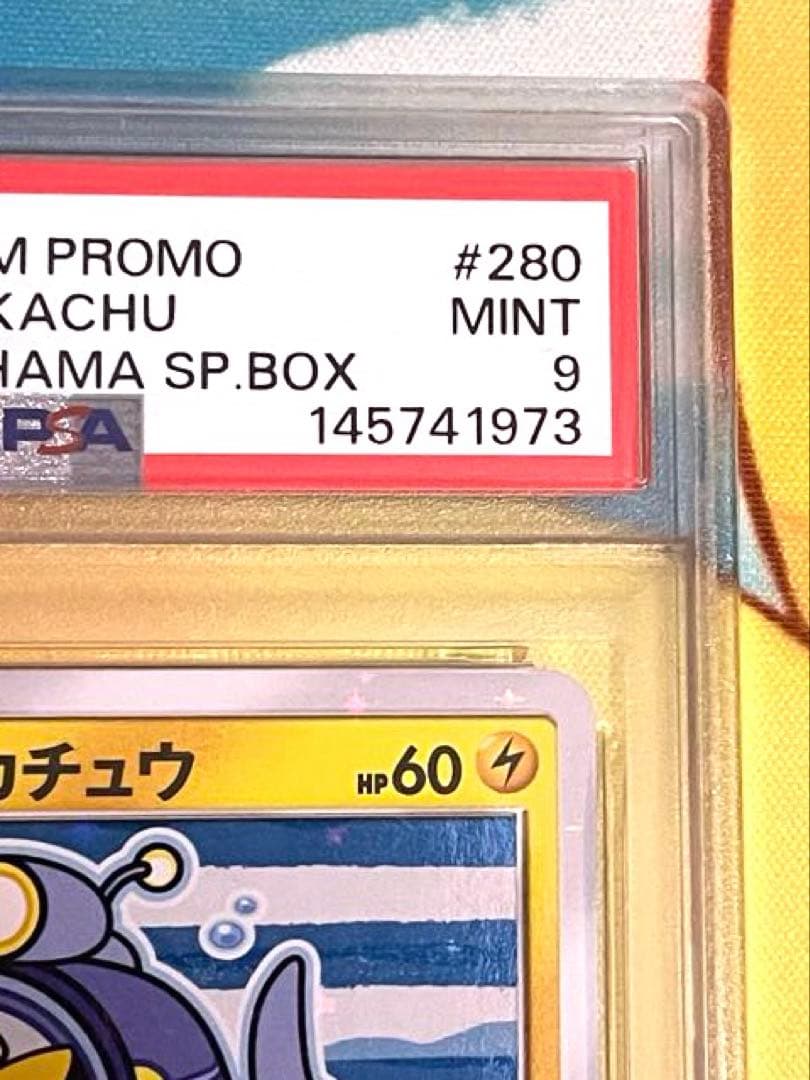 M PROMO #280
KACHU MINT
HAMA SP.BOX 9
PSA 145741973
カチュウ HP60